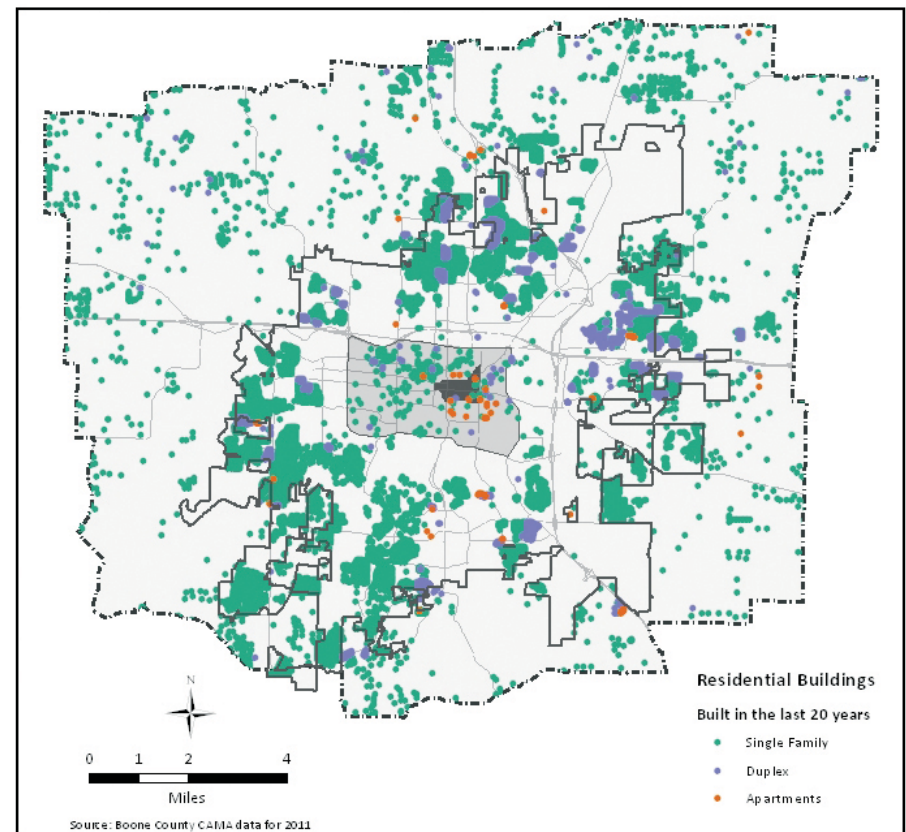 N
0 1 2 4
Miles
Source: Boone County CAMA data for 2011
Residential Buildings
Built in the last 20 years
Single Family
Duplex
Apartments